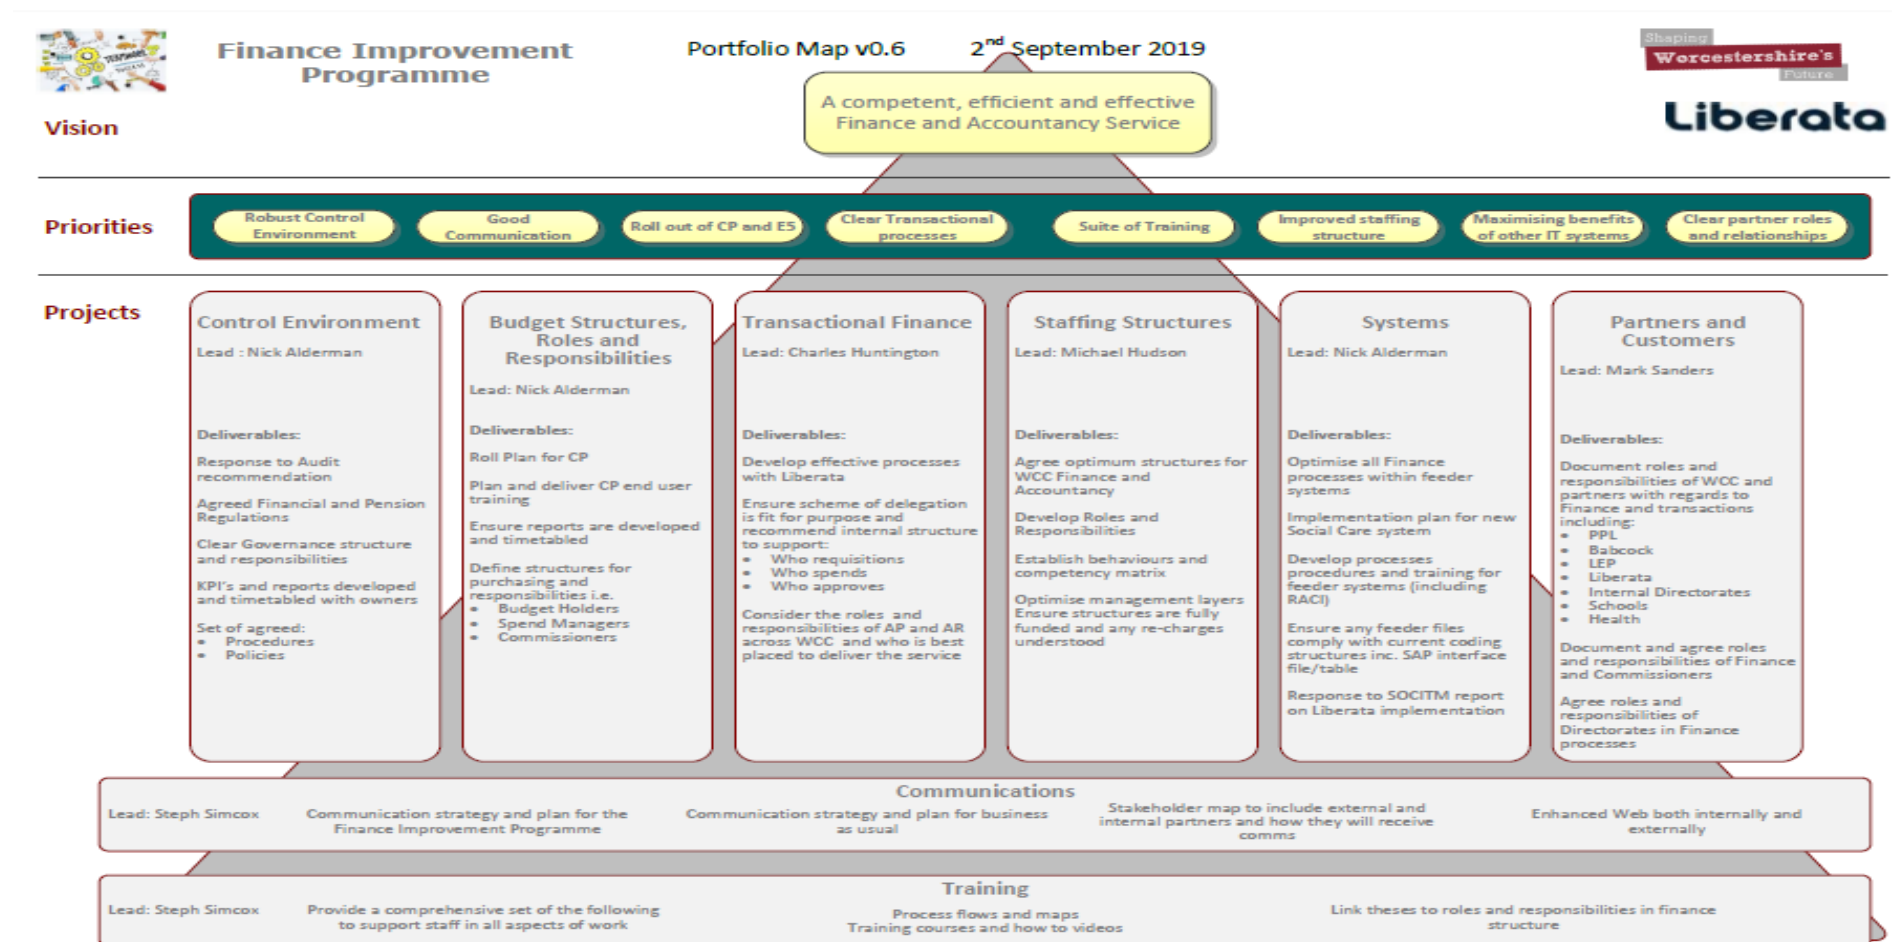 Finance Improvement
Programme
Portfolio Map v0.6
2nd September 2019
Shaping
Worcestershire's
Future
Liberata
Vision
A competent, efficient and effective
Finance and Accountancy Service
Priorities
Robust Control
Environment
Good
Communication
Roll out of CP and E5
Clear Transactional
processes
Suite of Training
Improved staffing
structure
Maximising benefits
of other IT systems
Clear partner roles
and relationships
Projects
Control Environment
Lead : Nick Alderman
Deliverables:
Response to Audit
recommendation
Agreed Financial and Pension
Regulations
Clear Governance structure
and responsibilities
KPI's and reports developed
and timetabled with owners
Set of agreed:
• Procedures
• Policies
Budget Structures,
Roles and
Responsibilities
Lead: Nick Alderman
Deliverables:
Roll Plan for CP
Plan and deliver CP end user
training
Ensure reports are developed
and timetabled
Define structures for
purchasing and
responsibilities i.e.
• Budget Holders
• Spend Managers
• Commissioners
Transactional Finance
Lead: Charles Huntington
Deliverables:
Develop effective processes
with Liberata
Ensure scheme of delegation
is fit for purpose and
recommend internal structure
to support:
• Who requisitions
• Who spends
• Who approves
Consider the roles and
responsibilities of AP and AR
across WCC and who is best
placed to deliver the service
Staffing Structures
Lead: Michael Hudson
Deliverables:
Agree optimum structures for
WCC Finance and
Accountancy
Develop Roles and
Responsibilities
Establish behaviours and
competency matrix
Optimise management layers
Ensure structures are fully
funded and any re-charges
understood
Systems
Lead: Nick Alderman
Deliverables:
Optimise all Finance
processes within feeder
systems
Implementation plan for new
Social Care system
Develop processes
procedures and training for
feeder systems (including
RACI)
Ensure any feeder files
comply with current coding
structures inc. SAP interface
file/table
Response to SOCITM report
on Liberata implementation
Partners and
Customers
Lead: Mark Sanders
Deliverables:
Document roles and
responsibilities of WCC and
partners with regards to
Finance and transactions
including:
• PPL
• Babcock
• LEP
• Liberata
• Internal Directorates
• Schools
• Health
Document and agree roles
and responsibilities of Finance
and Commissioners
Agree roles and
responsibilities of
Directorates in Finance
processes
Communications
Lead: Steph Simcox
Communication strategy and plan for the
Finance Improvement Programme
Communication strategy and plan for business
as usual
Stakeholder map to include external and
internal partners and how they will receive
comms
Enhanced Web both internally and
externally
Training
Lead: Steph Simcox
Provide a comprehensive set of the following
to support staff in all aspects of work
Process flows and maps
Training courses and how to videos
Link theses to roles and responsibilities in finance
structure